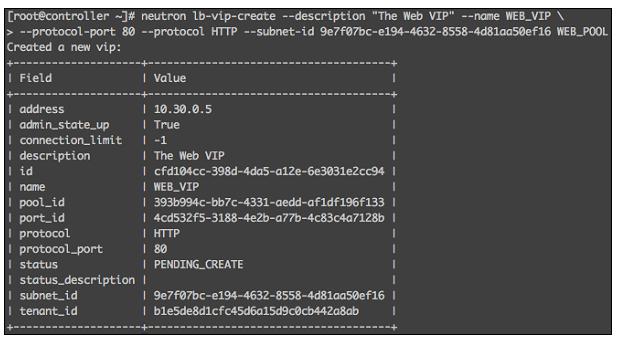 [root@controller ~]# neutron lb-vip-create --description "The Web VIP" --name WEB_VIP \
> --protocol-port 80 --protocol HTTP --subnet-id 9e7f07bc-e194-4632-8558-4d81aa50ef16 WEB_POOL
Created a new vip:
+--------------------+--------------------------------------+
| Field              | Value                                |
+--------------------+--------------------------------------+
| address            | 10.30.0.5                            |
| admin_state_up     | True                                 |
| connection_limit   | -1                                   |
| description        | The Web VIP                          |
| id                 | cfd104cc-398d-4da5-a12e-6e3031e2cc94 |
| name               | WEB_VIP                              |
| pool_id            | 393b994c-bb7c-4331-aedd-af1df196f133 |
| port_id            | 4cd532f5-3188-4e2b-a77b-4c83c4a7128b |
| protocol           | HTTP                                 |
| protocol_port      | 80                                   |
| status             | PENDING_CREATE                       |
| status_description |                                      |
| subnet_id          | 9e7f07bc-e194-4632-8558-4d81aa50ef16 |
| tenant_id          | b1e5de8d1cfc45d6a15d9c0cb442a8ab     |
+--------------------+--------------------------------------+